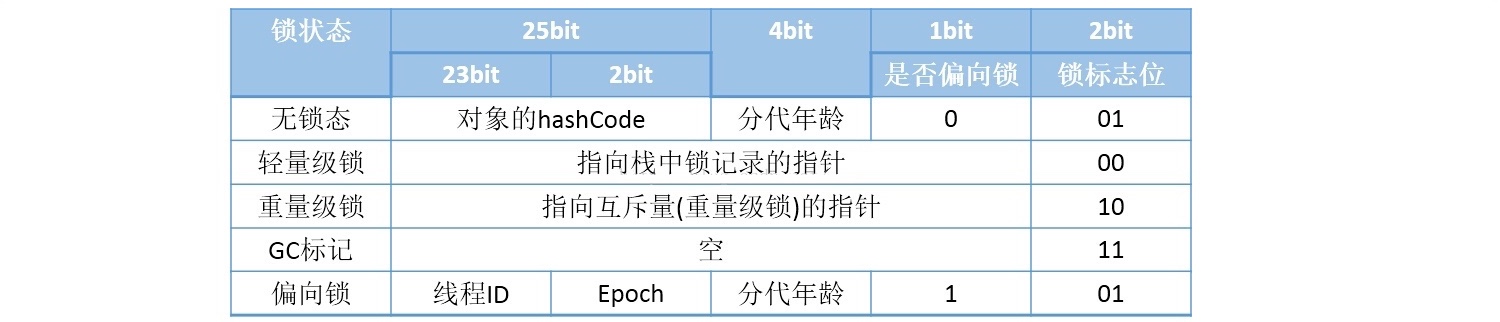 锁状态 25bit 4bit 1bit 2bit
23bit 2bit 是否偏向锁 锁标志位
无锁态 对象的hashCode 分代年龄 0 01
轻量级锁 指向栈中锁记录的指针 00
重量级锁 指向互斥量(重量级锁)的指针 10
GC标记 空 11
偏向锁 线程ID Epoch 分代年龄 1 01